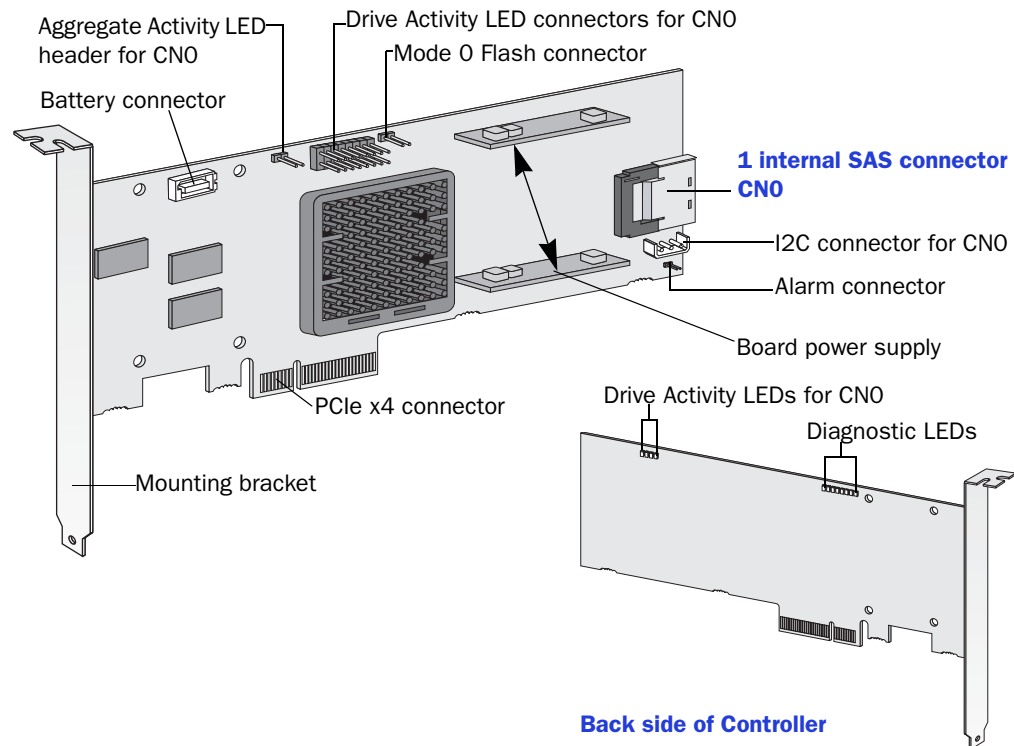 Aggregate Activity LED
header for CN0
Drive Activity LED connectors for CN0
Mode 0 Flash connector
Battery connector
1 internal SAS connector
CN0
I2C connector for CN0
Alarm connector
Board power supply
PCIe x4 connector
Drive Activity LEDs for CN0
Diagnostic LEDs
Mounting bracket
Back side of Controller